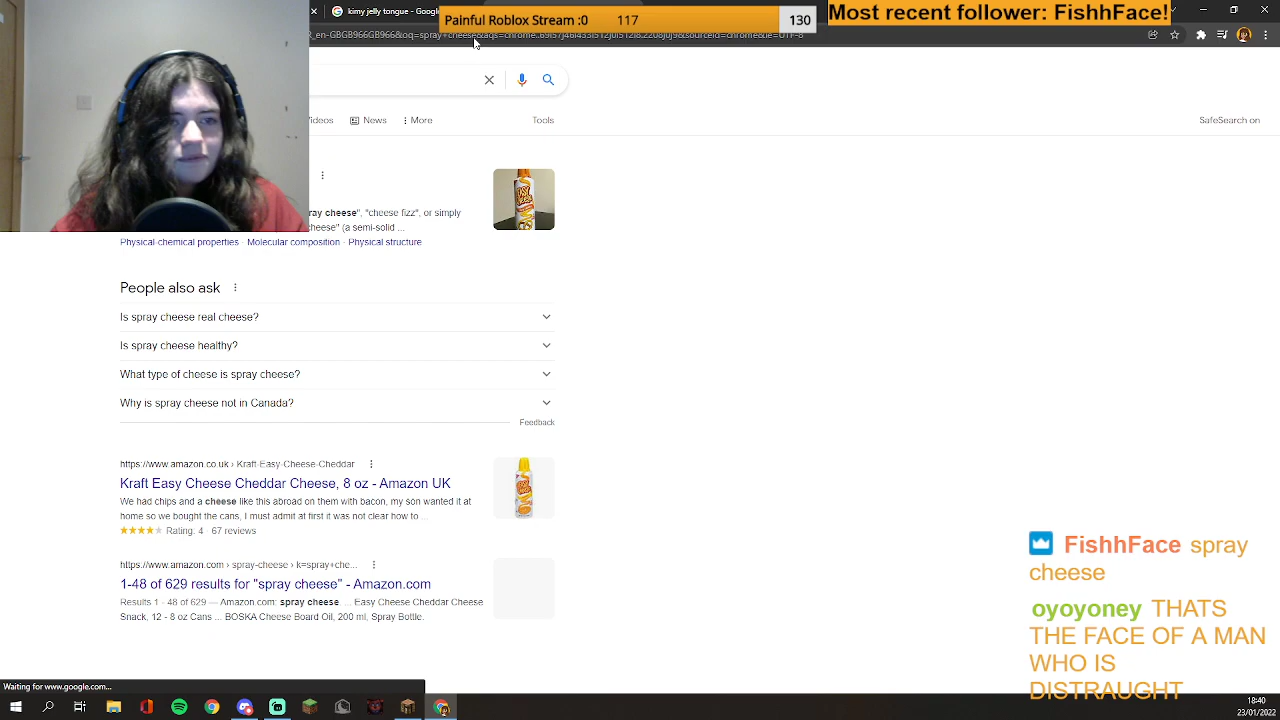 Painful Roblox Stream :0 117 130
Most recent follower: FishhFace!
Videos News More Tools SafeSearch on
ray cheese", "cheese fizz", or simply
heese" (a semi-solid ...
Physical-chemical properties · Molecular composition · Physical structure
People also ask
Is spray cheese real cheese?
Is spray cheese healthy?
What type of cheese is spray cheese?
Why is spray cheese not in Canada?
Feedback
https://www.amazon.co.uk › Kraft-Easy-Cheese-Cheddar
Kraft Easy Cheese Cheddar Cheese, 8 oz - Amazon UK
We had chips and a cheese like this abroad on them with bacon, my son wanted it at
home so we bought the cans, I must admit at first it was not clear how to ...
Rating: 4 · 67 reviews
https://www.amazon.com › spray-cheese › k=spray+che...
1-48 of 629 results for "spray cheese" - Amazon.com
Results 1 - 48 of 629 — Amazon.com: spray cheese. ... Easy Cheese Cheddar Cheese
Snack, 12 - 8 oz Cans ... BOSKA Cheese Board Oil, 200 ml, Spray Bottle.
FishhFace spray
cheese
oyoyoney THATS
THE FACE OF A MAN
WHO IS
DISTRAUGHT
Waiting for www.google.com...
18:40
23/01/2022